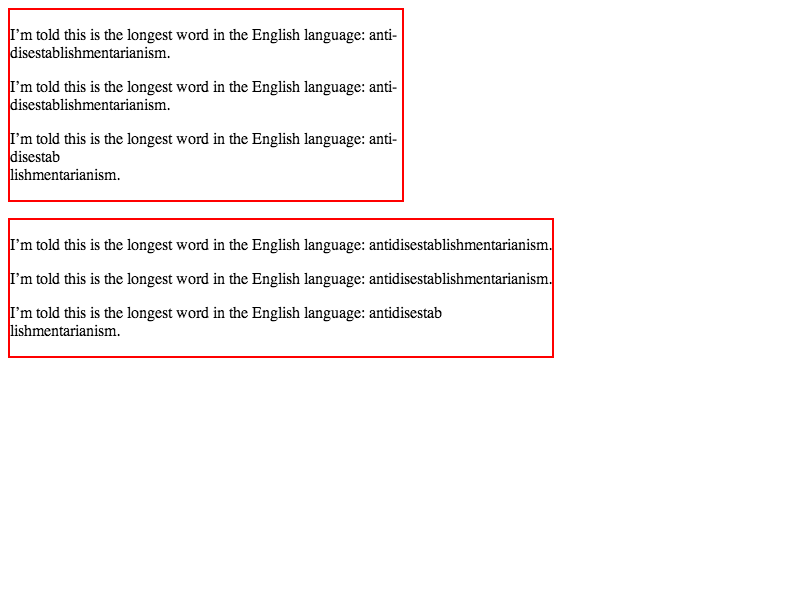 I’m told this is the longest word in the English language: anti-
disestablishmentarianism.
I’m told this is the longest word in the English language: anti-
disestablishmentarianism.
I’m told this is the longest word in the English language: anti-
disestab
lishmentarianism.
I’m told this is the longest word in the English language: antidisestablishmentarianism.
I’m told this is the longest word in the English language: antidisestablishmentarianism.
I’m told this is the longest word in the English language: antidisestab
lishmentarianism.